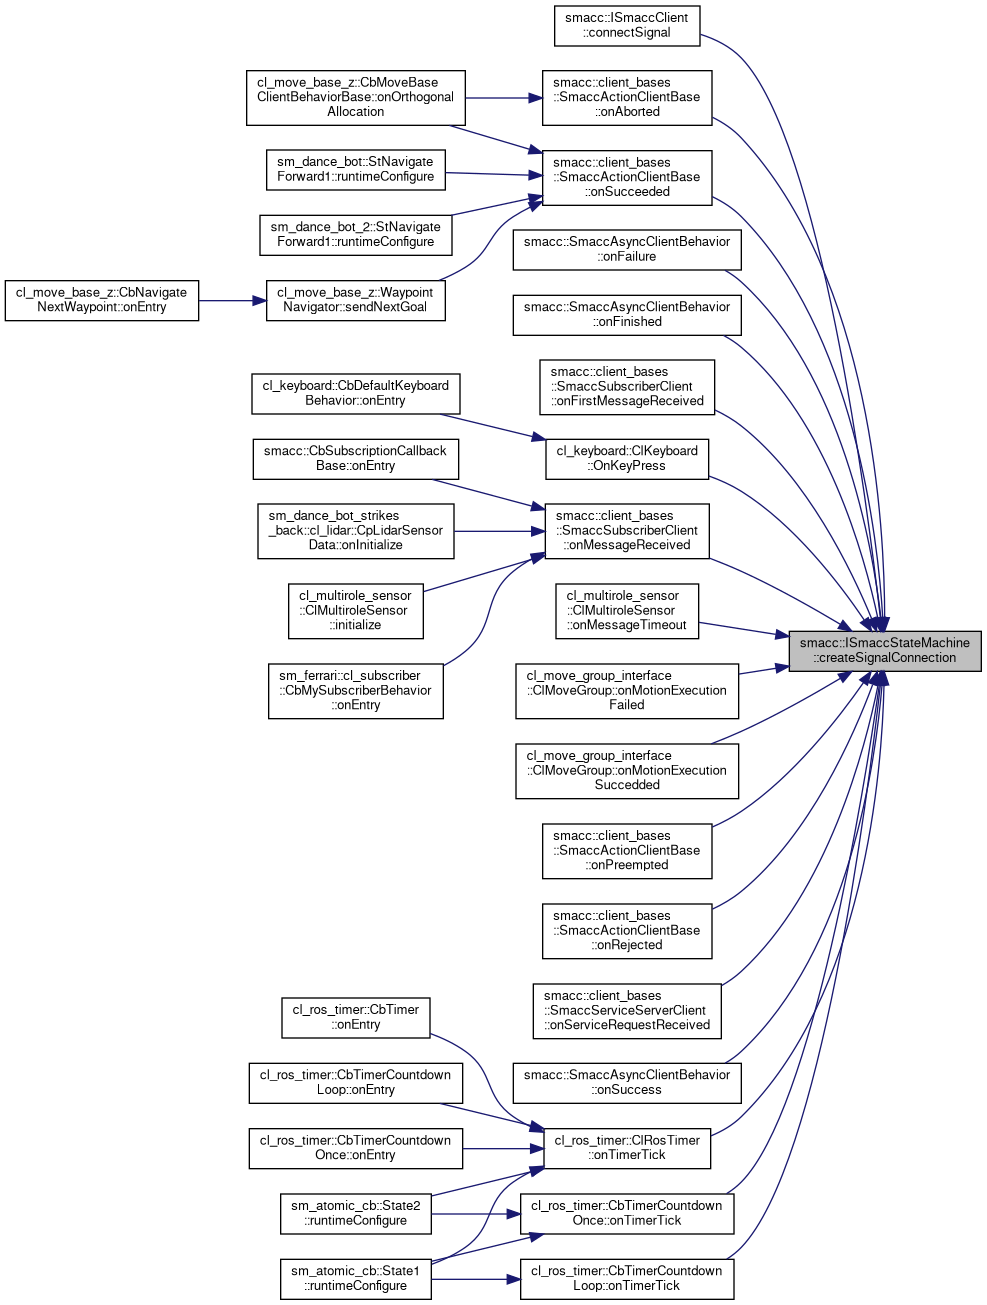 smacc::ISmaccClient
::connectSignal
cl_move_base_z::CbMoveBase
ClientBehaviorBase::onOrthogonal
Allocation
smacc::client_bases
::SmaccActionClientBase
::onAborted
sm_dance_bot::StNavigate
Forward1::runtimeConfigure
smacc::client_bases
::SmaccActionClientBase
::onSucceeded
sm_dance_bot_2::StNavigate
Forward1::runtimeConfigure
smacc::SmaccAsyncClientBehavior
::onFailure
cl_move_base_z::CbNavigate
NextWaypoint::onEntry
cl_move_base_z::Waypoint
Navigator::sendNextGoal
smacc::SmaccAsyncClientBehavior
::onFinished
smacc::client_bases
::SmaccSubscriberClient
::onFirstMessageReceived
cl_keyboard::CbDefaultKeyboard
Behavior::onEntry
cl_keyboard::ClKeyboard
::OnKeyPress
smacc::CbSubscriptionCallback
Base::onEntry
sm_dance_bot_strikes
_back::cl_lidar::CpLidarSensor
Data::onInitialize
smacc::client_bases
::SmaccSubscriberClient
::onMessageReceived
cl_multirole_sensor
::ClMultiroleSensor
::initialize
cl_multirole_sensor
::ClMultiroleSensor
::onMessageTimeout
smacc::ISmaccStateMachine
::createSignalConnection
sm_ferrari::cl_subscriber
::CbMySubscriberBehavior
::onEntry
cl_move_group_interface
::ClMoveGroup::onMotionExecution
Failed
cl_move_group_interface
::ClMoveGroup::onMotionExecution
Succedded
smacc::client_bases
::SmaccActionClientBase
::onPreempted
smacc::client_bases
::SmaccActionClientBase
::onRejected
smacc::client_bases
::SmaccServiceServerClient
::onServiceRequestReceived
cl_ros_timer::CbTimer
::onEntry
cl_ros_timer::CbTimerCountdown
Loop::onEntry
smacc::SmaccAsyncClientBehavior
::onSuccess
cl_ros_timer::CbTimerCountdown
Once::onEntry
cl_ros_timer::ClRosTimer
::onTimerTick
sm_atomic_cb::State2
::runtimeConfigure
cl_ros_timer::CbTimerCountdown
Once::onTimerTick
sm_atomic_cb::State1
::runtimeConfigure
cl_ros_timer::CbTimerCountdown
Loop::onTimerTick